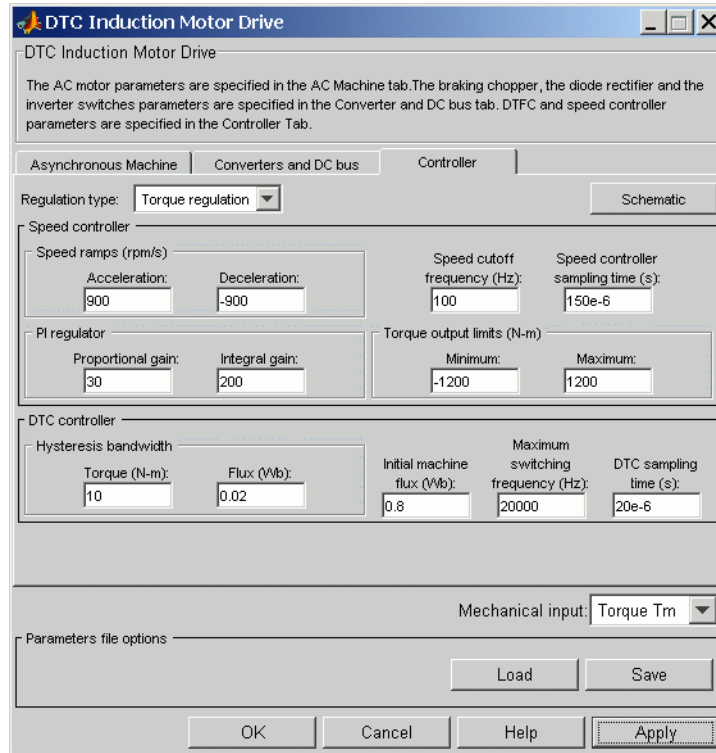 DTC Induction Motor Drive
DTC Induction Motor Drive
The AC motor parameters are specified in the AC Machine tab.The braking chopper, the diode rectifier and the
inverter switches parameters are specified in the Converter and DC bus tab. DTFC and speed controller
parameters are specified in the Controller Tab.
Asynchronous Machine
Converters and DC bus
Controller
Regulation type:
Torque regulation
Schematic
Speed controller
Speed ramps (rpm/s)
Acceleration:
900
Deceleration:
-900
Speed cutoff
frequency (Hz):
100
Speed controller
sampling time (s):
150e-6
PI regulator
Proportional gain:
30
Integral gain:
200
Torque output limits (N-m)
Minimum:
-1200
Maximum:
1200
DTC controller
Hysteresis bandwidth
Torque (N-m):
10
Flux (Wb):
0.02
Initial machine
flux (Wb):
0.8
Maximum
switching
frequency (Hz):
20000
DTC sampling
time (s):
20e-6
Mechanical input:
Torque Tm
Parameters file options
Load
Save
OK
Cancel
Help
Apply